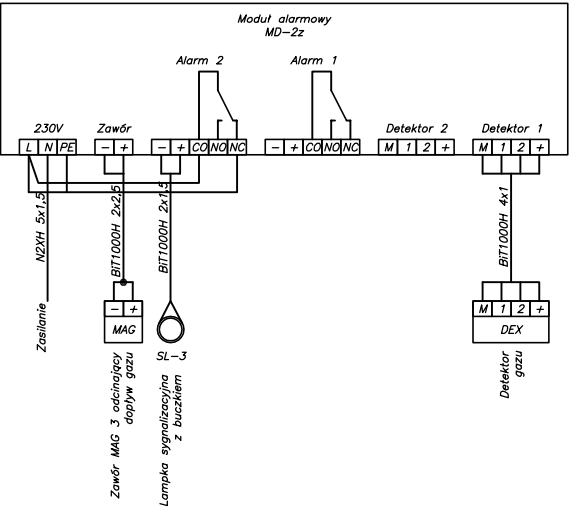 Moduł alarmowy
MD-2z
Alarm 2
Alarm 1
230V
Zawór
Detektor 2
Detektor 1
L N PE
- +
- + CO NO NC
- + CO NO NC
M 1 2 +
M 1 2 +
N2XH 5x1,5
BiT1000H 2x2,5
BiT1000H 2x1,5
BiT1000H 4x1
Zasilanie
- +
MAG
SL-3
M 1 2 +
DEX
Zawór MAG 3 odcinający
dopływ gazu
Lampka sygnalizacyjna
z buczkiem
Detektor
gazu